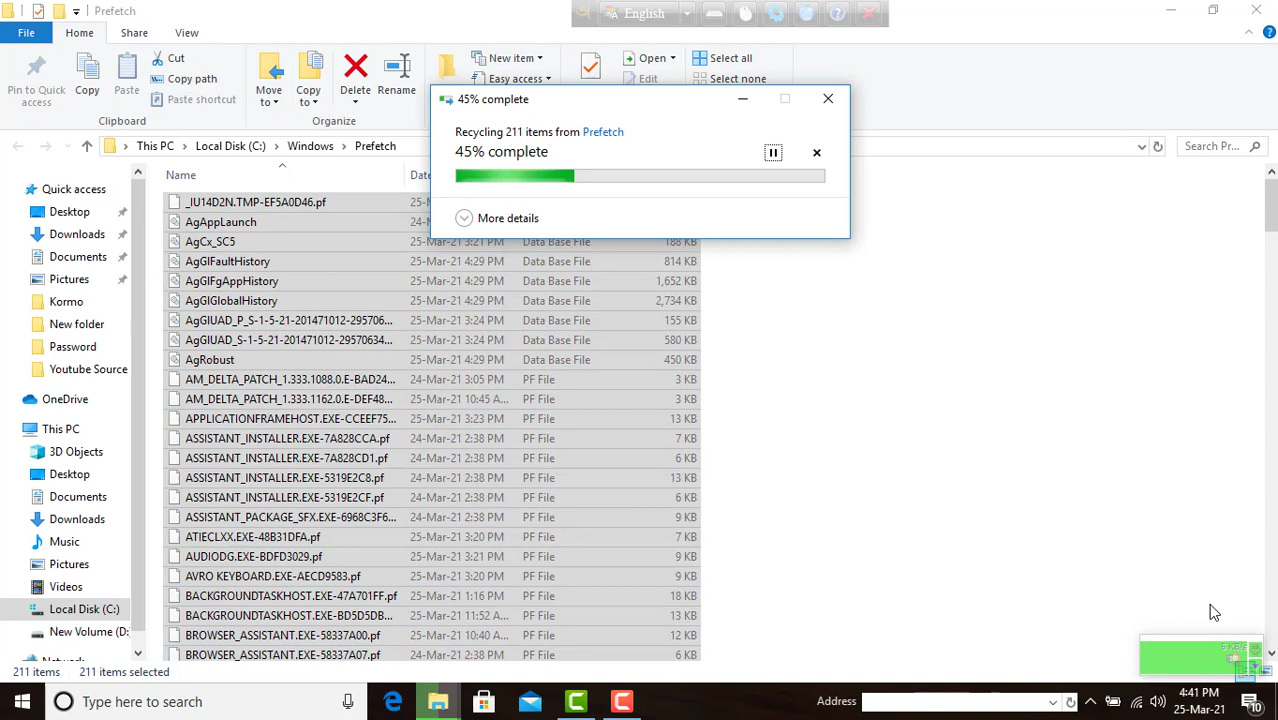 Prefetch
English
File Home Share View
Pin to Quick access
Copy
Paste
Cut
Copy path
Paste shortcut
Clipboard
Move to
Copy to
Delete
Rename
Organize
New item
Easy access
Open
Edit
Select all
Select none
This PC > Local Disk (C:) > Windows > Prefetch
Search Pr...
45% complete
Recycling 211 items from Prefetch
45% complete
More details
Quick access
Desktop
Downloads
Documents
Pictures
Kormo
New folder
Password
Youtube Source
OneDrive
This PC
3D Objects
Desktop
Documents
Downloads
Music
Pictures
Videos
Local Disk (C:)
New Volume (D:
Network
Name
_IU14D2N.TMP-EF5A0D46.pf 25-M
AgAppLaunch 25-M
AgCx_SC5 25-Mar-21 3:21 PM Data Base File 188 KB
AgGlFaultHistory 25-Mar-21 4:29 PM Data Base File 814 KB
AgGlFgAppHistory 25-Mar-21 4:29 PM Data Base File 1,652 KB
AgGlGlobalHistory 25-Mar-21 4:29 PM Data Base File 2,734 KB
AgGlUAD_P_S-1-5-21-201471012-295706... 25-Mar-21 3:24 PM Data Base File 155 KB
AgGlUAD_S-1-5-21-201471012-29570634... 25-Mar-21 3:24 PM Data Base File 580 KB
AgRobust 25-Mar-21 4:29 PM Data Base File 450 KB
AM_DELTA_PATCH_1.333.1088.0.E-BAD24... 24-Mar-21 3:05 PM PF File 3 KB
AM_DELTA_PATCH_1.333.1162.0.E-DEF48... 25-Mar-21 10:45 A... PF File 3 KB
APPLICATIONFRAMEHOST.EXE-CCEEF75... 25-Mar-21 3:23 PM PF File 13 KB
ASSISTANT_INSTALLER.EXE-7A828CCA.pf 24-Mar-21 2:38 PM PF File 7 KB
ASSISTANT_INSTALLER.EXE-7A828CD1.pf 24-Mar-21 2:38 PM PF File 6 KB
ASSISTANT_INSTALLER.EXE-5319E2C8.pf 24-Mar-21 2:38 PM PF File 13 KB
ASSISTANT_INSTALLER.EXE-5319E2CF.pf 24-Mar-21 2:38 PM PF File 6 KB
ASSISTANT_PACKAGE_SFX.EXE-6968C3F6... 24-Mar-21 2:38 PM PF File 9 KB
ATIECLXX.EXE-48B31DFA.pf 25-Mar-21 3:20 PM PF File 7 KB
AUDIODG.EXE-BDFD3029.pf 25-Mar-21 3:21 PM PF File 9 KB
AVRO KEYBOARD.EXE-AECD9583.pf 25-Mar-21 3:20 PM PF File 9 KB
BACKGROUNDTASKHOST.EXE-47A701FF.pf 25-Mar-21 1:16 PM PF File 18 KB
BACKGROUNDTASKHOST.EXE-BD5D5DB... 25-Mar-21 11:52 A... PF File 13 KB
BROWSER_ASSISTANT.EXE-58337A00.pf 25-Mar-21 10:40 A... PF File 12 KB
BROWSER_ASSISTANT.EXE-58337A07.pf 24-Mar-21 2:38 PM PF File 6 KB
211 items 211 items selected
5 KB/s
Type here to search
Address
4:41 PM
25-Mar-21
10